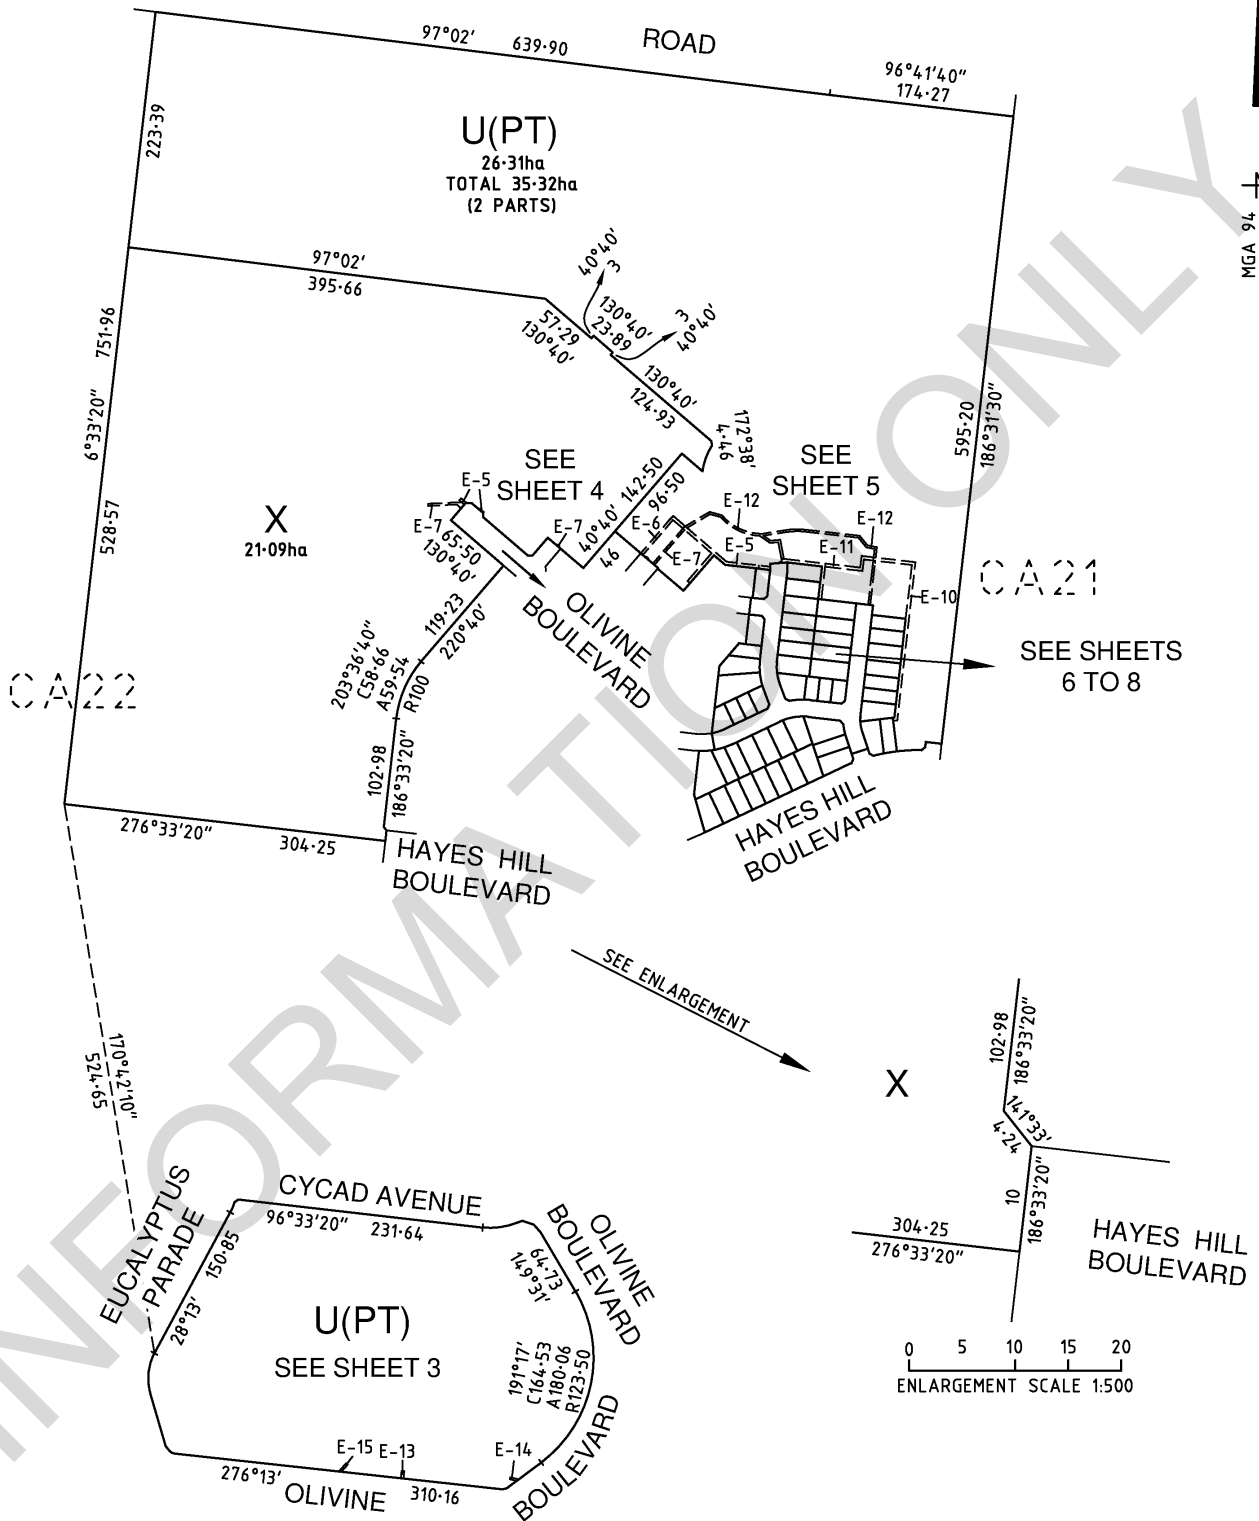 97°02' 639·90 ROAD
96°41'40"
174·27
223·39
U(PT)
26·31ha
TOTAL 35·32ha
(2 PARTS)
MGA 94
97°02'
395·66
40°40'
3
130°40'
23·89
3
40°40'
57·29
130°40'
130°40'
124·93
172°38'
4·46
751·96
6°33'20"
528·57
595·20
186°31'30"
SEE
SHEET 4
SEE
SHEET 5
142·50
96·50
40°40'
46
E-5
E-7
65·50
130°40'
E-7
E-6
E-7
E-12
E-5
E-11
E-12
E-10
X
21·09ha
CA21
OLIVINE
BOULEVARD
119·23
220°40'
203°36'40"
C58·66
A59·54
R100
SEE SHEETS
6 TO 8
CA22
102·98
186°33'20"
276°33'20" 304·25
HAYES HILL
BOULEVARD
HAYES HILL
BOULEVARD
SEE ENLARGEMENT
170°42'10"
524·65
X
102·98
186°33'20"
141°33'
4·24
10
186°33'20"
304·25
276°33'20"
HAYES HILL
BOULEVARD
0 5 10 15 20
ENLARGEMENT SCALE 1:500
EUCALYPTUS
PARADE
CYCAD AVENUE
96°33'20" 231·64
OLIVINE
BOULEVARD
64·73
149°31'
150·85
28°13'
U(PT)
SEE SHEET 3
191°17'
C164·53
A180·06
R123·50
E-15 E-13
E-14
276°13' 310·16
OLIVINE
BOULEVARD
INFORMATION ONLY